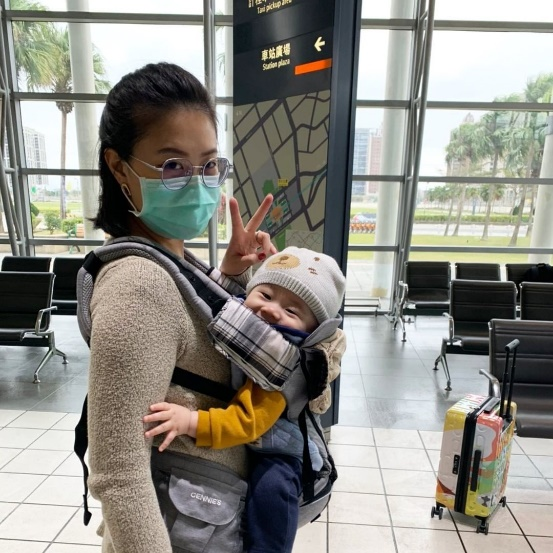 Taxi pickup area
車站廣場
Station plaza
GENNIES